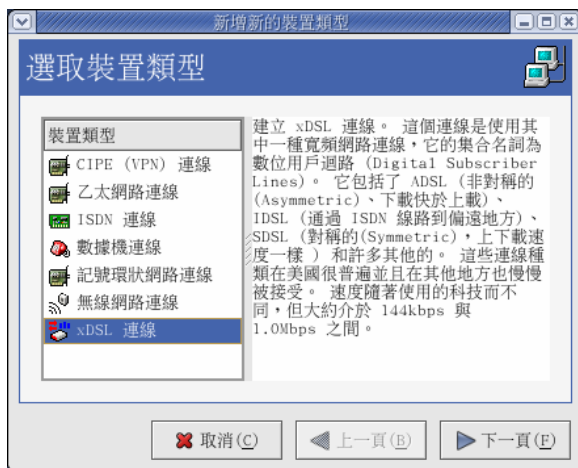 新增新的裝置類型
選取裝置類型
裝置類型
CIPE (VPN) 連線
乙太網路連線
ISDN 連線
數據機連線
記號環狀網路連線
無線網路連線
xDSL 連線
建立 xDSL 連線。 這個連線是使用其
中一種寬頻網路連線，它的集合名詞為
數位用戶迴路 (Digital Subscriber
Lines)。 它包括了 ADSL (非對稱的
(Asymmetric)、下載快於上載)、
IDSL (通過 ISDN 線路到偏遠地方)、
SDSL (對稱的(Symmetric)，上下載速
度一樣 ) 和許多其他的。 這些連線種
類在美國很普遍並且在其他地方也慢慢
被接受。 速度隨著使用的科技而不
同，但大約介於 144kbps 與
1.0Mbps 之間。
取消(C)
上一頁(B)
下一頁(F)